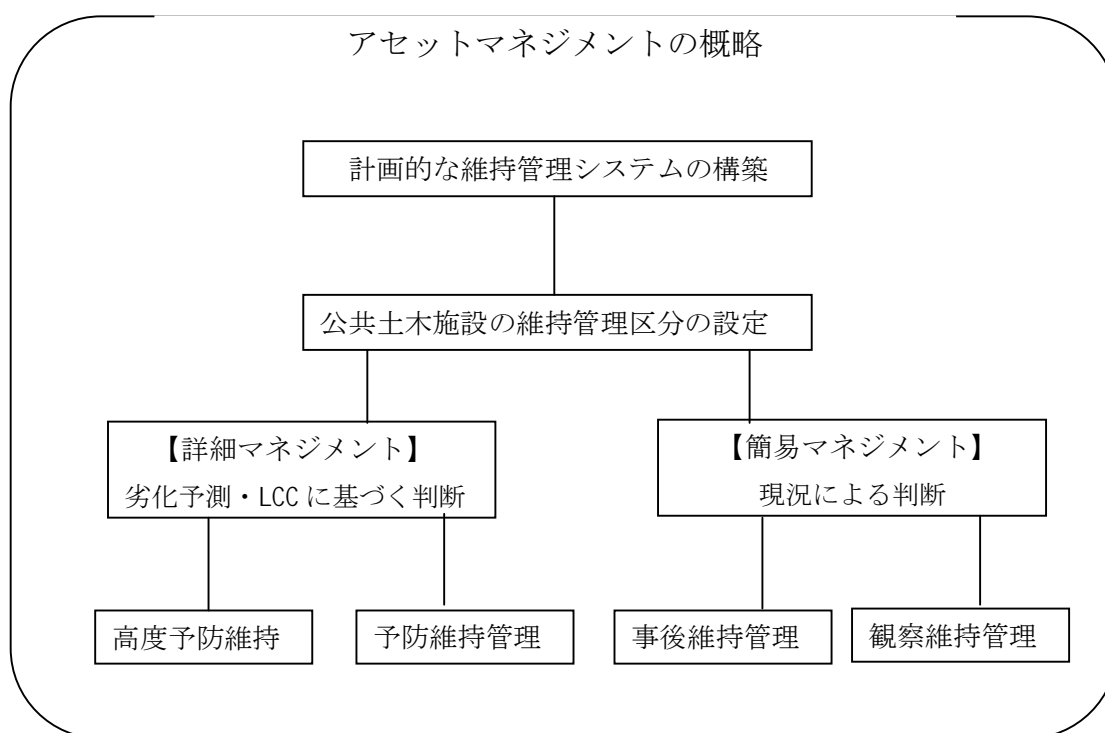 アセットマネジメントの概略
計画的な維持管理システムの構築
公共土木施設の維持管理区分の設定
【詳細マネジメント】
劣化予測・LCCに基づく判断
【簡易マネジメント】
現況による判断
高度予防維持
予防維持管理
事後維持管理
観察維持管理